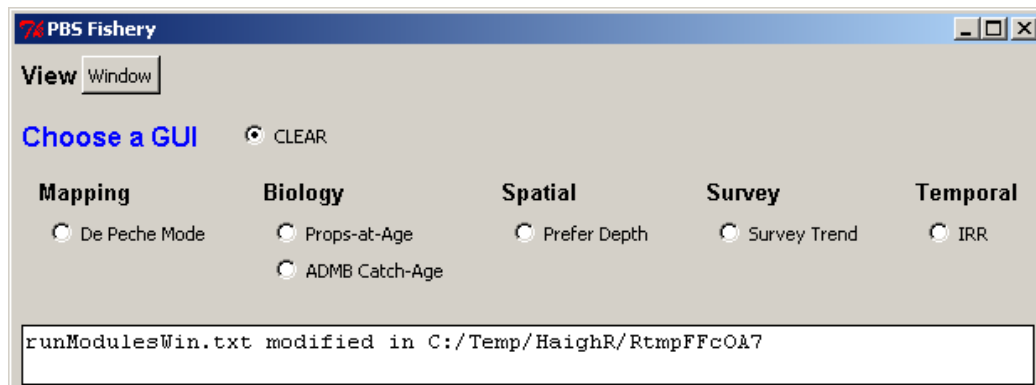 PBS Fishery
View Window
Choose a GUI CLEAR
Mapping Biology Spatial Survey Temporal
De Peche Mode Props-at-Age Prefer Depth Survey Trend IRR
ADMB Catch-Age
runModulesWin.txt modified in C:/Temp/HaighR/RtmpFFcOA7